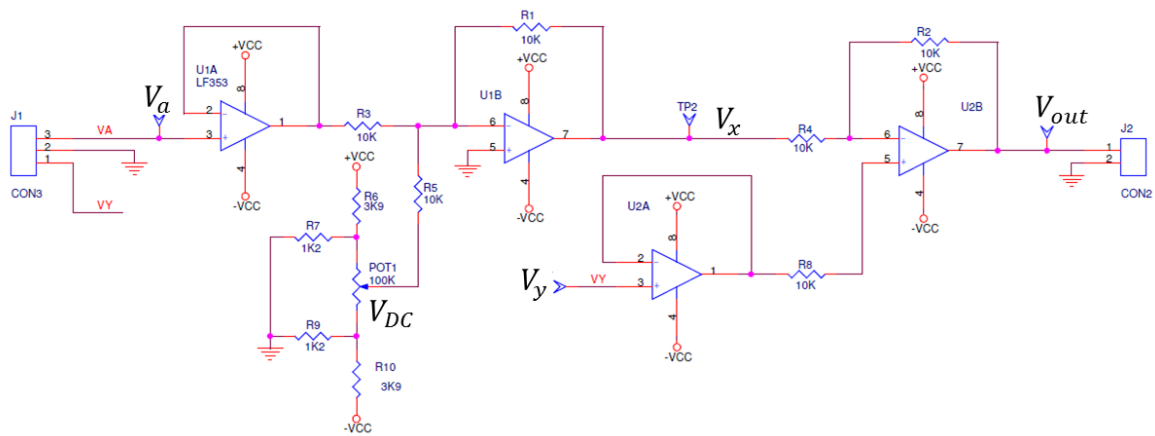 R1
10K
+VCC
U1A
LF353
8
2
-
3
+
1
4
-VCC
J1
3
2
1
CON3
VA
VY
Va
R3
10K
+VCC
U1B
8
6
-
5
+
7
4
-VCC
TP2
Vx
R2
10K
+VCC
U2B
8
R4
10K
6
-
5
+
7
4
-VCC
Vout
J2
1
2
CON2
+VCC
R6
3K9
R5
10K
R7
1K2
POT1
100K
VDC
R9
1K2
R10
3K9
-VCC
U2A
+VCC
8
Vy
VY
2
-
3
+
1
4
-VCC
R8
10K